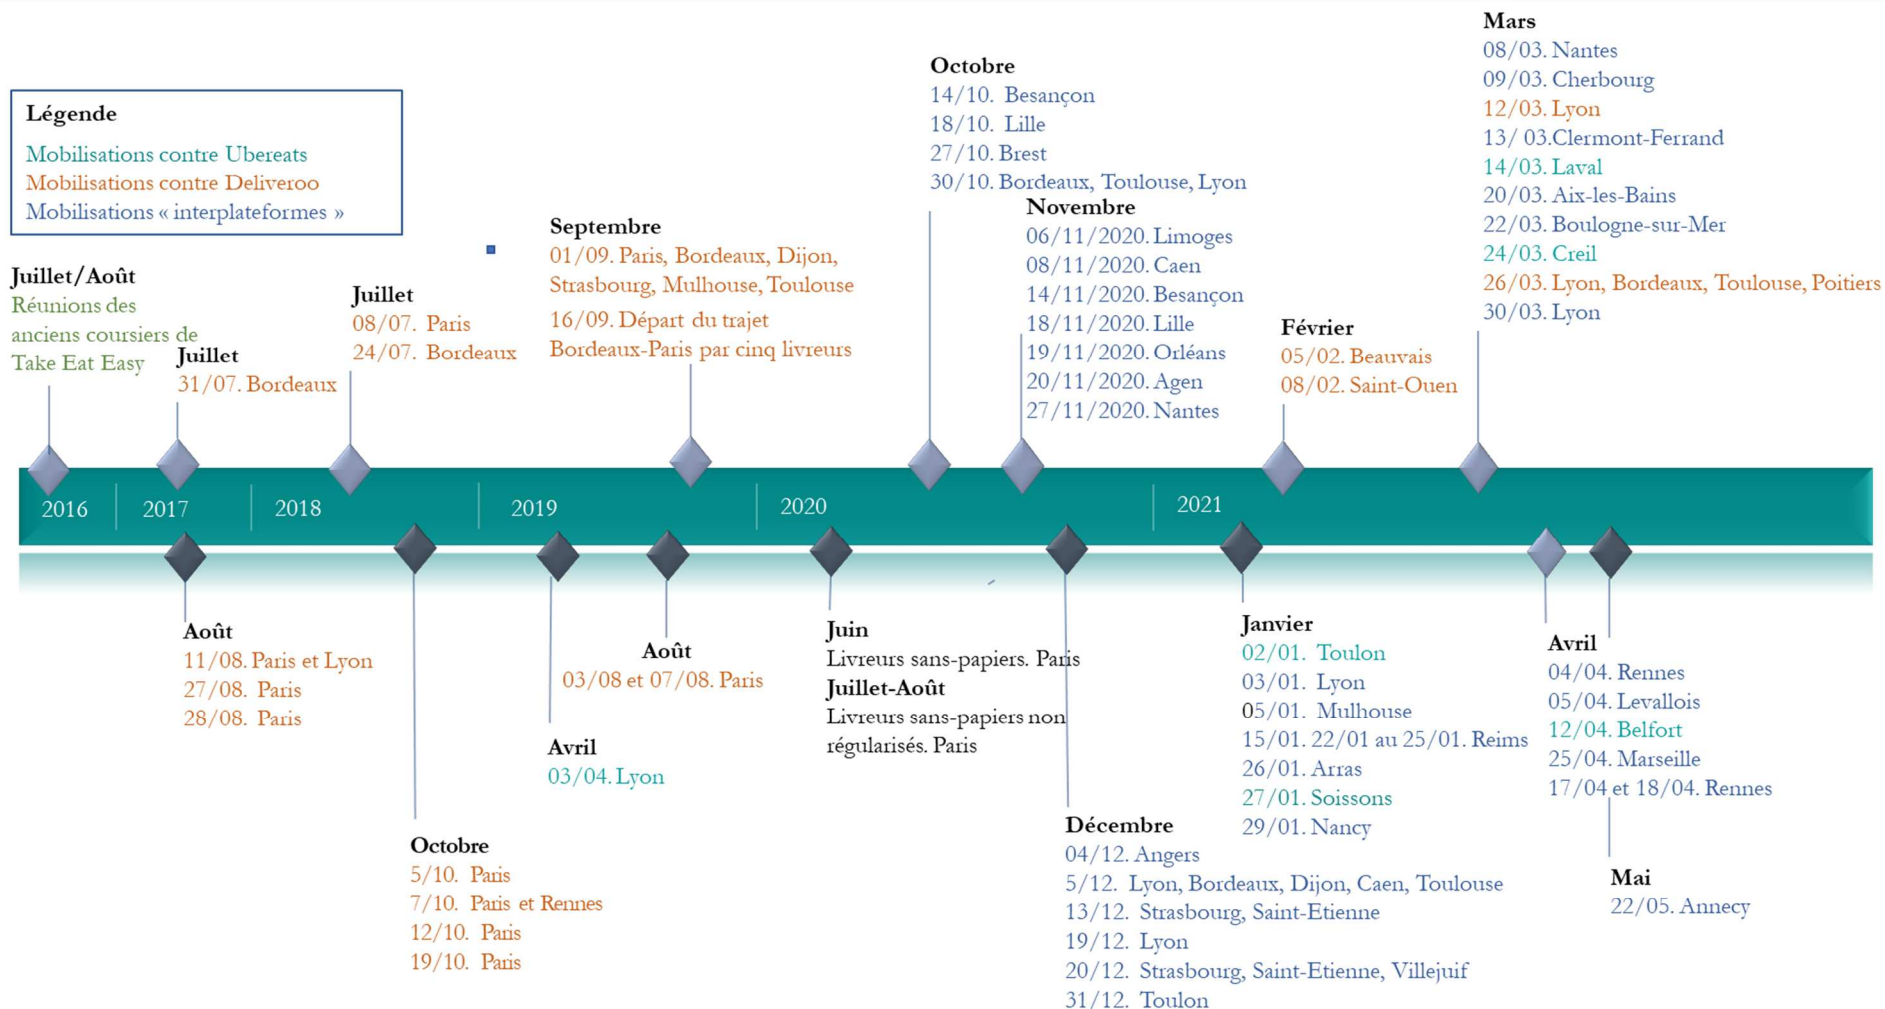 Légende
Mobilisations contre Ubereats
Mobilisations contre Deliveroo
Mobilisations « interplateformes »
Juillet/Août
Réunions des
anciens coursiers de
Take Eat Easy
Juillet
31/07. Bordeaux
Juillet
08/07. Paris
24/07. Bordeaux
Septembre
01/09. Paris, Bordeaux, Dijon,
Strasbourg, Mulhouse, Toulouse
16/09. Départ du trajet
Bordeaux-Paris par cinq livreurs
Octobre
14/10. Besançon
18/10. Lille
27/10. Brest
30/10. Bordeaux, Toulouse, Lyon
Novembre
06/11/2020. Limoges
08/11/2020. Caen
14/11/2020. Besançon
18/11/2020. Lille
19/11/2020. Orléans
20/11/2020. Agen
27/11/2020. Nantes
Février
05/02. Beauvais
08/02. Saint-Ouen
Mars
08/03. Nantes
09/03. Cherbourg
12/03. Lyon
13/ 03.Clermont-Ferrand
14/03. Laval
20/03. Aix-les-Bains
22/03. Boulogne-sur-Mer
24/03. Creil
26/03. Lyon, Bordeaux, Toulouse, Poitiers
30/03. Lyon
2016
2017
2018
2019
2020
2021
Août
11/08. Paris et Lyon
27/08. Paris
28/08. Paris
Octobre
5/10. Paris
7/10. Paris et Rennes
12/10. Paris
19/10. Paris
Avril
03/04. Lyon
Août
03/08 et 07/08. Paris
Juin
Livreurs sans-papiers. Paris
Juillet-Août
Livreurs sans-papiers non
régularisés. Paris
Décembre
04/12. Angers
5/12. Lyon, Bordeaux, Dijon, Caen, Toulouse
13/12. Strasbourg, Saint-Etienne
19/12. Lyon
20/12. Strasbourg, Saint-Etienne, Villejuif
31/12. Toulon
Janvier
02/01. Toulon
03/01. Lyon
05/01. Mulhouse
15/01. 22/01 au 25/01. Reims
26/01. Arras
27/01. Soissons
29/01. Nancy
Avril
04/04. Rennes
05/04. Levallois
12/04. Belfort
25/04. Marseille
17/04 et 18/04. Rennes
Mai
22/05. Annecy